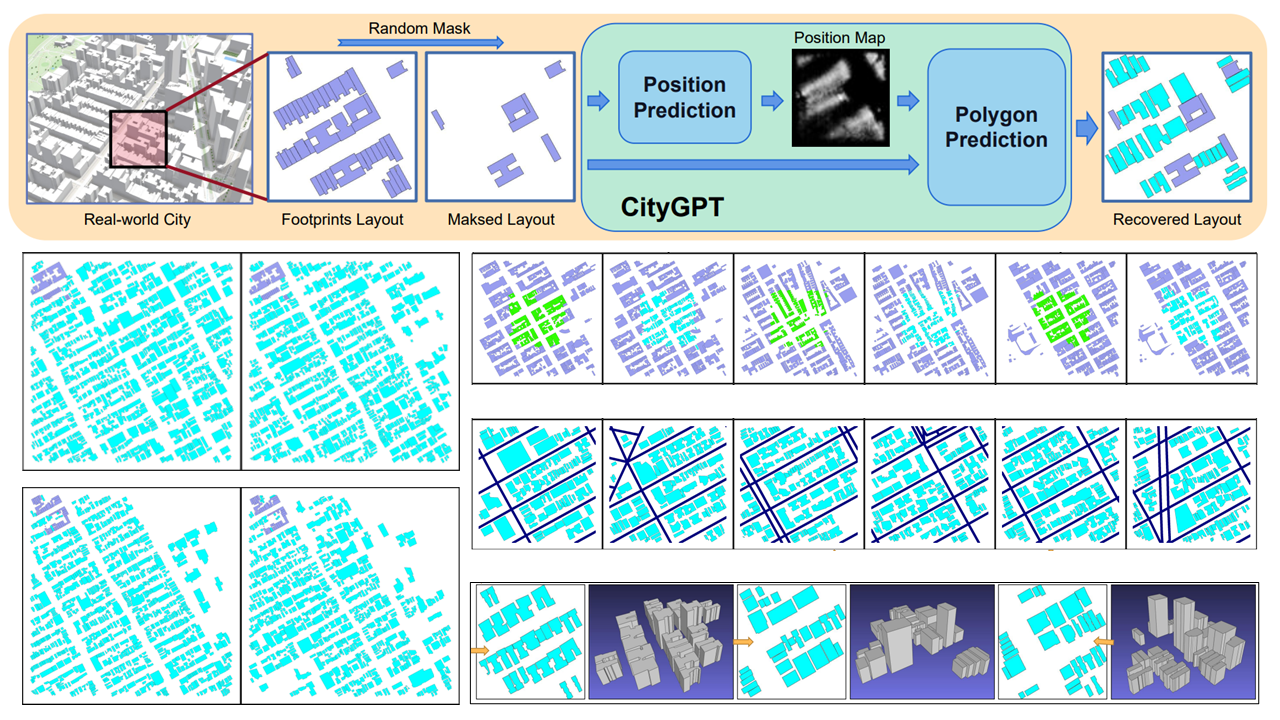 Random Mask
Position Map
Position
Prediction
Polygon
Prediction
CityGPT
Real-world City
Footprints Layout
Maksed Layout
Recovered Layout